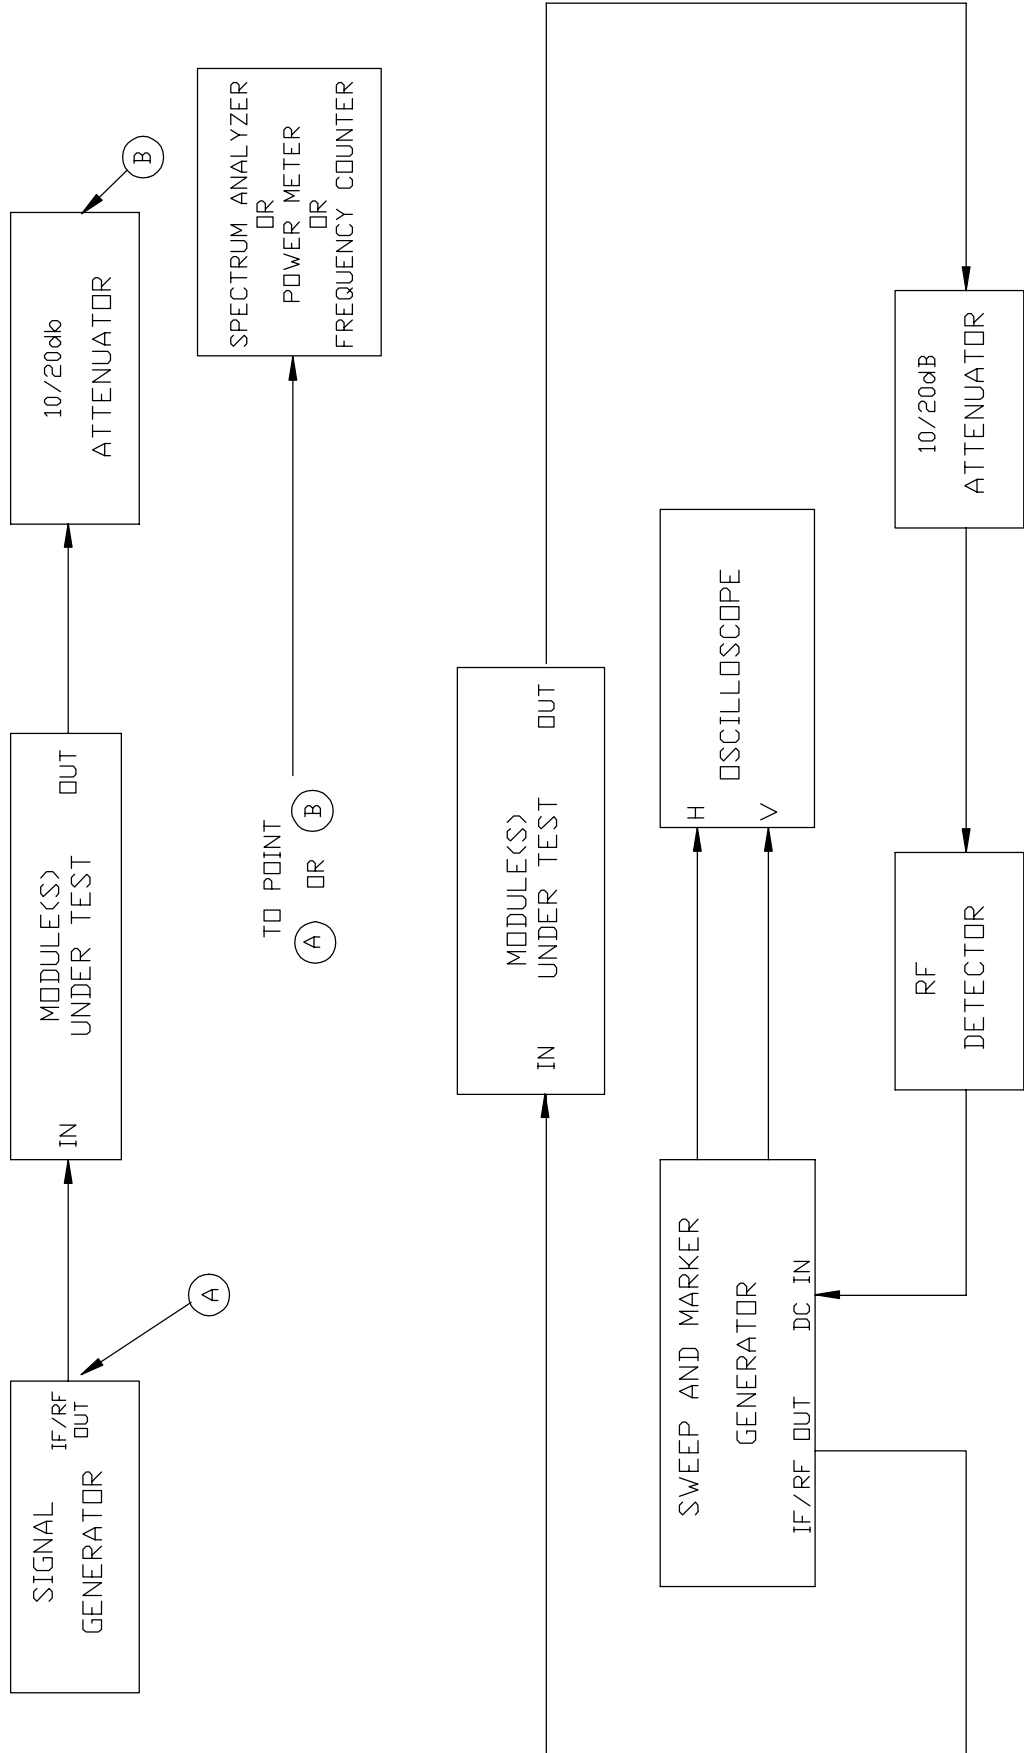 SIGNAL
GENERATOR
IF/RF
OUT
A
IN
MODULE(S)
UNDER TEST
OUT
10/20db
ATTENUATOR
B
TO POINT
A OR B
SPECTRUM ANALYZER
OR
POWER METER
OR
FREQUENCY COUNTER
IN
MODULE(S)
UNDER TEST
OUT
SWEEP AND MARKER
GENERATOR
IF/RF OUT
DC IN
H
V
OSCILLOSCOPE
RF
DETECTOR
10/20dB
ATTENUATOR